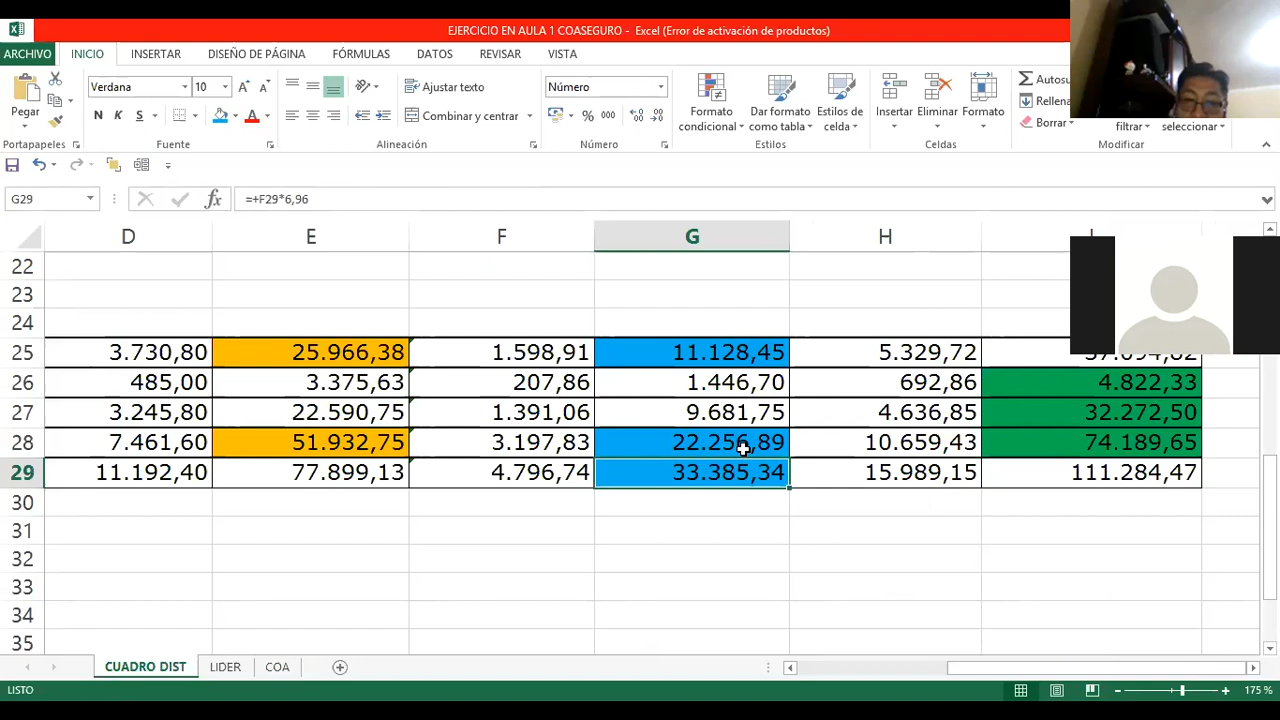 EJERCICIO EN AULA 1 COASEGURO - Excel (Error de activación de productos)
ARCHIVO INICIO INSERTAR DISEÑO DE PÁGINA FÓRMULAS DATOS REVISAR VISTA
Verdana 10 Ajustar texto Número Autosu
Pegar Formato condicional Dar formato como tabla Estilos de celda Insertar Eliminar Formato Rellena
N K S Combinar y centrar % 000 Borrar filtrar seleccionar
Portapapeles Fuente Alineación Número Estilos Celdas Modificar
G29 fx =+F29*6,96
D E F G H
22
23
24
25 3.730,80 25.966,38 1.598,91 11.128,45 5.329,72
26 485,00 3.375,63 207,86 1.446,70 692,86 4.822,33
27 3.245,80 22.590,75 1.391,06 9.681,75 4.636,85 32.272,50
28 7.461,60 51.932,75 3.197,83 22.256,89 10.659,43 74.189,65
29 11.192,40 77.899,13 4.796,74 33.385,34 15.989,15 111.284,47
30
31
32
33
34
35
CUADRO DIST LIDER COA
LISTO 175 %